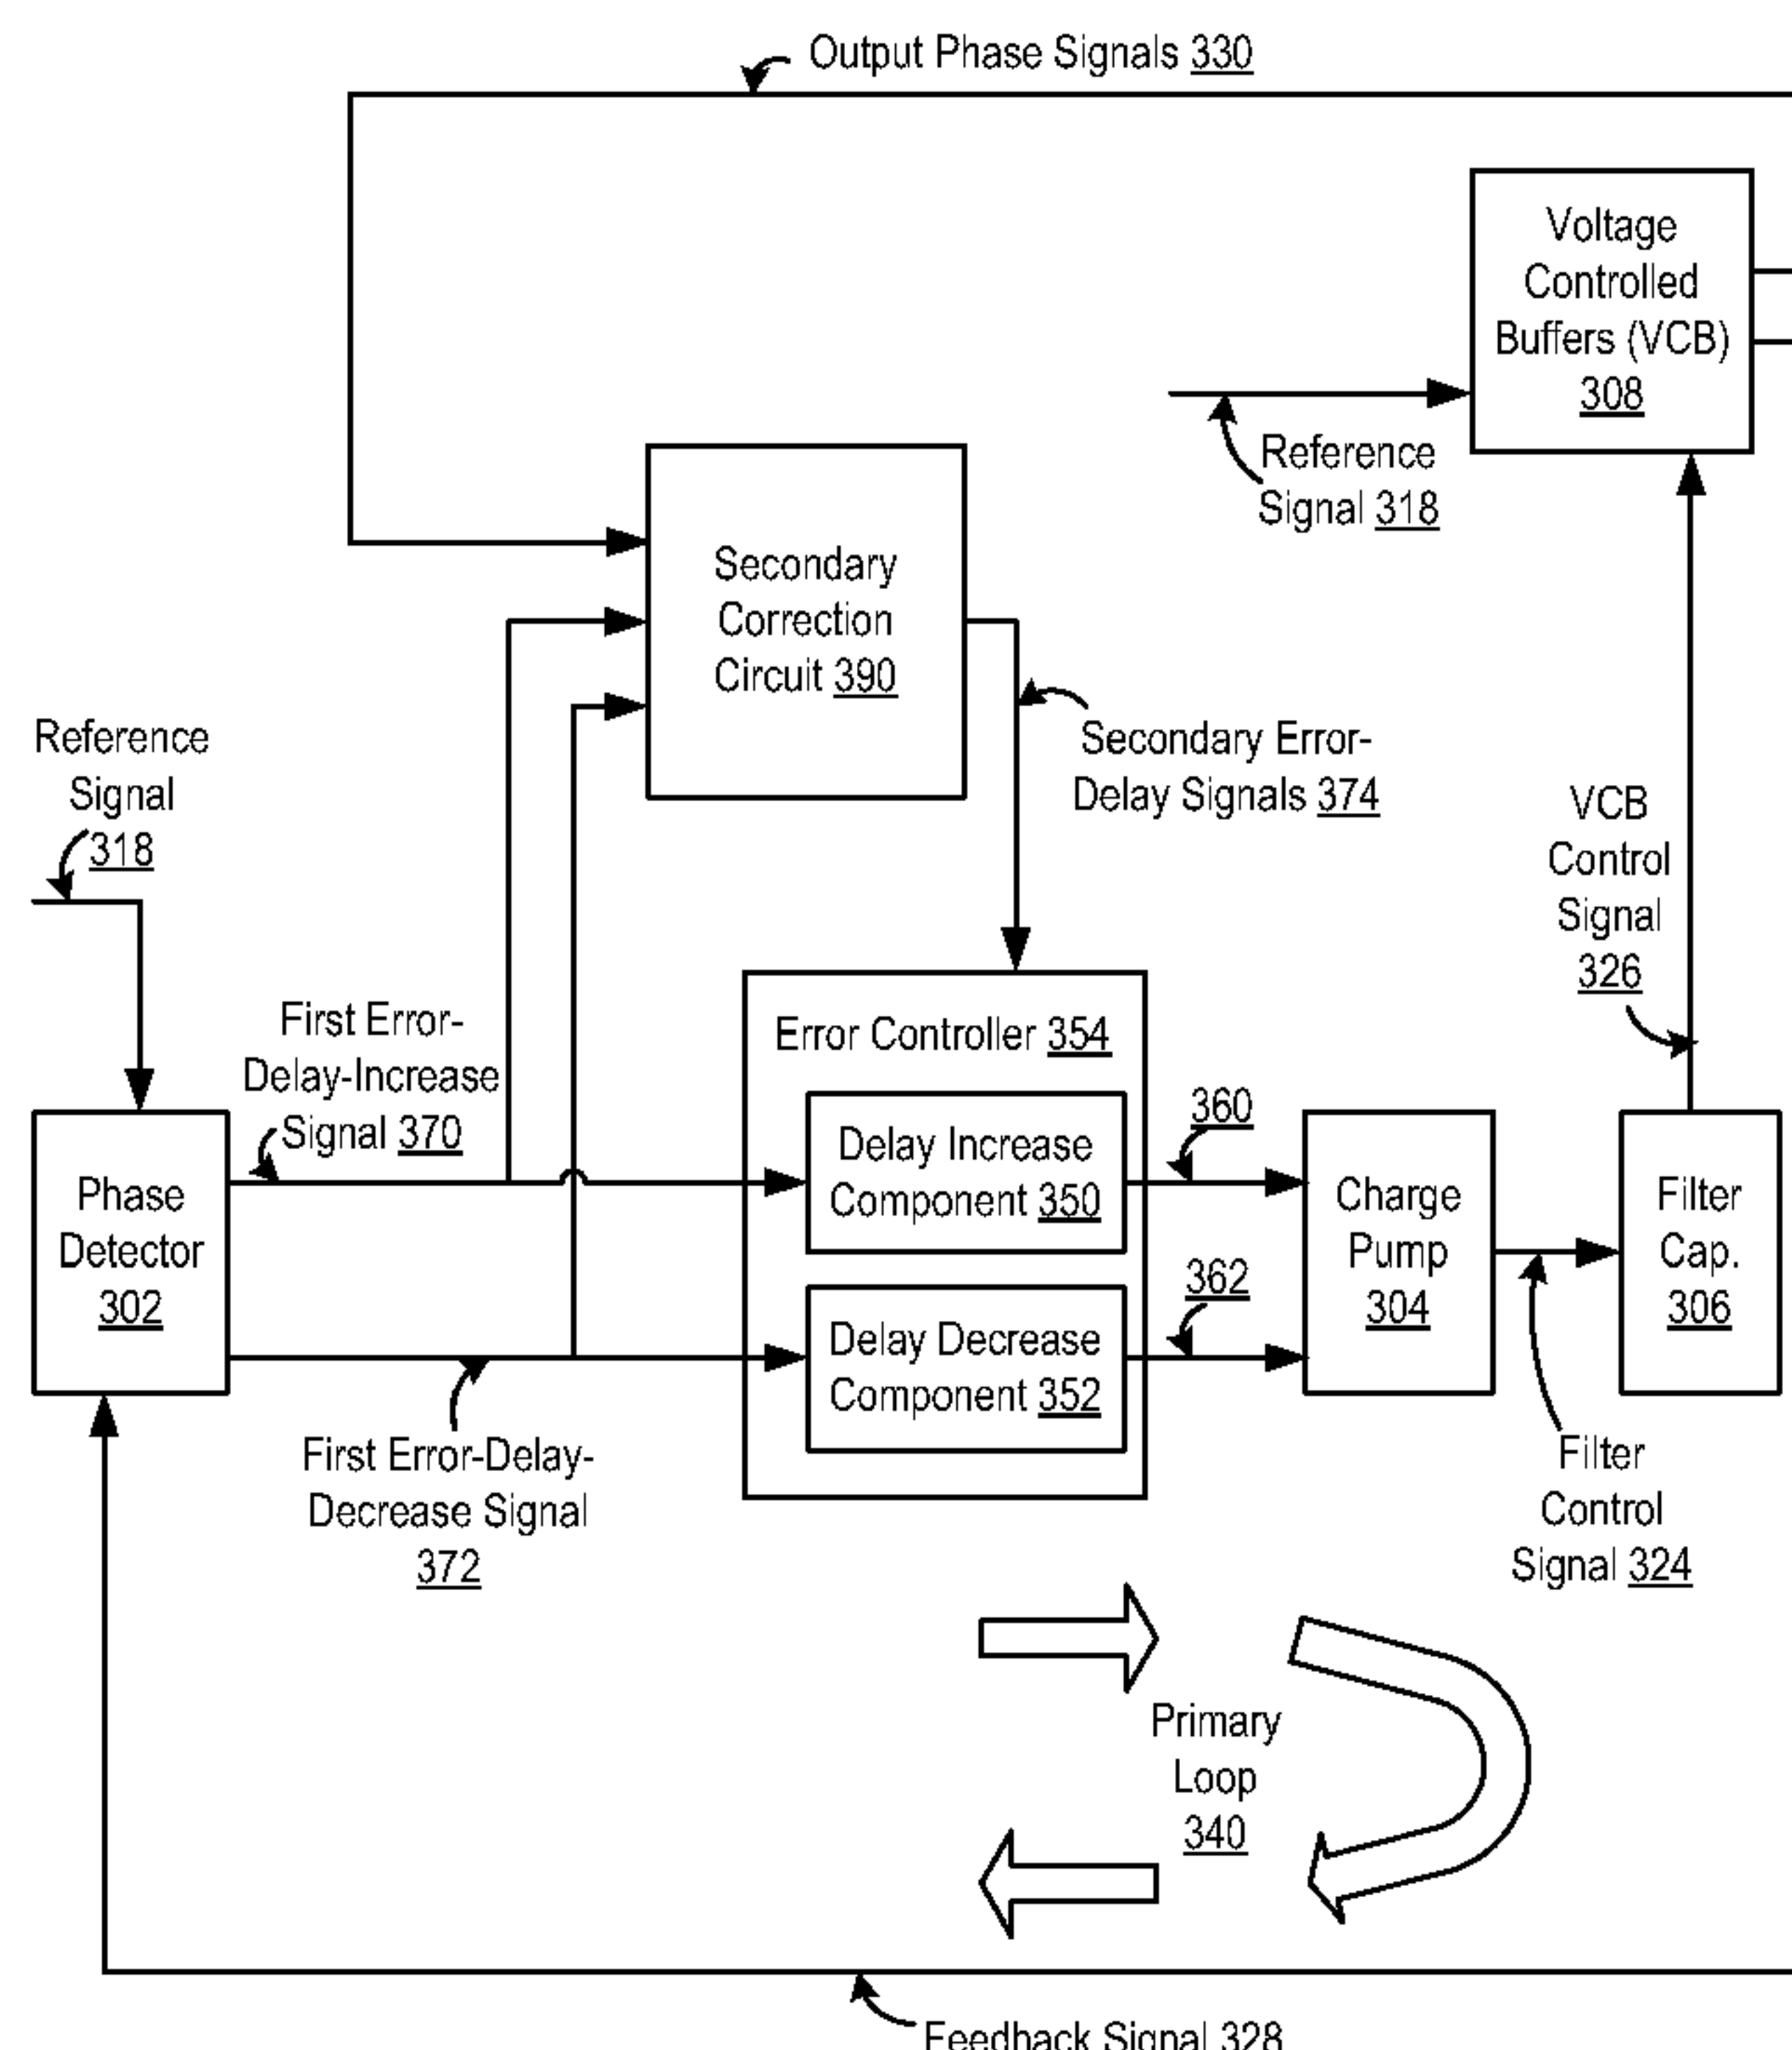 Output Phase Signals 330
Voltage
Controlled
Buffers (VCB)
308
Reference
Signal 318
Secondary
Correction
Circuit 390
Secondary Error-
Delay Signals 374
Reference
Signal
318
VCB
Control
Signal
326
First Error-
Delay-Increase
Signal 370
Error Controller 354
Delay Increase
Component 350
360
Phase
Detector
302
Charge
Pump
304
Filter
Cap.
306
362
Delay Decrease
Component 352
First Error-Delay-
Decrease Signal
372
Filter
Control
Signal 324
Primary
Loop
340
Feedback Signal 328